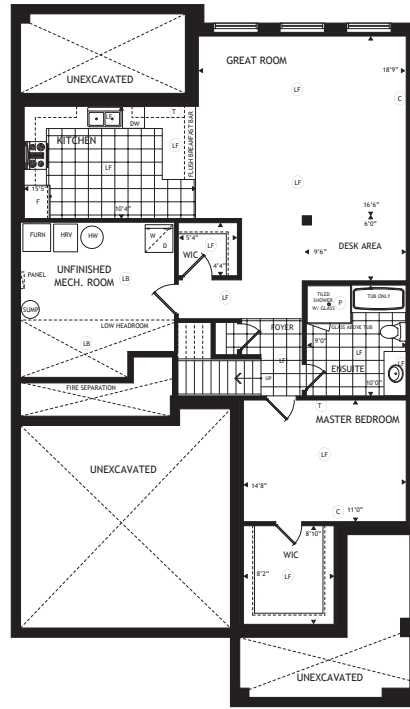 GREAT ROOM
UNEXCAVATED
18'9"
LF
C
T
LF
DW
KITCHEN
LF
FLUSH BREAKFAST BAR
LF
LF
15'5"
F
10'4"
16'6"
6'0"
9'6"
DESK AREA
FURN
HRV
HW
W
D
5'4"
LF
WIC
4'4"
UNFINISHED
MECH. ROOM
LB
PANEL
SUMP
LF
TILED
SHOWER
W/ GLASS
P
TUB ONLY
LOW HEADROOM
LB
FOYER
GLASS ABOVE TUB
9'0"
LF
LF
LF
ENSUITE
UP
10'0"
FIRE SEPARATION
T
MASTER BEDROOM
UNEXCAVATED
LF
14'8"
C
11'0"
8'10"
WIC
8'2"
LF
UNEXCAVATED